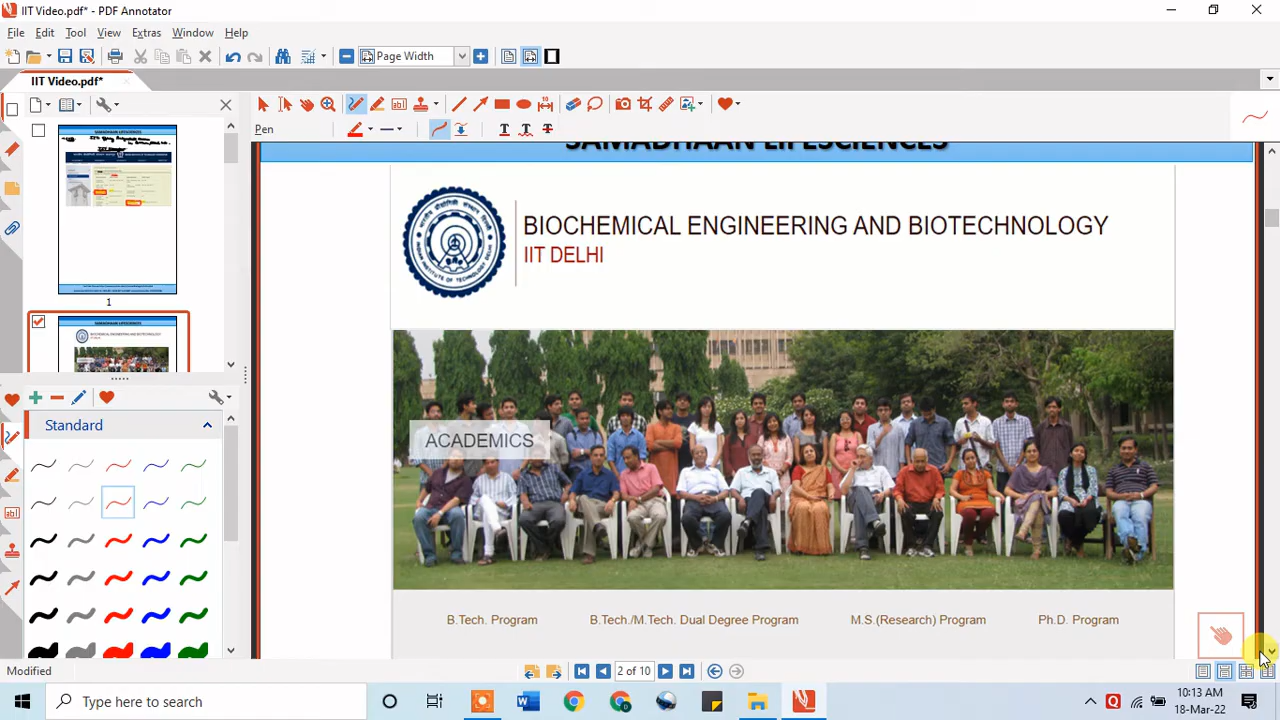 IIT Video.pdf* - PDF Annotator
File Edit Tool View Extras Window Help
Page Width
IIT Video.pdf*
Pen
1
Standard
SAMADHAAN LIFESCIENCES
BIOCHEMICAL ENGINEERING AND BIOTECHNOLOGY
IIT DELHI
ACADEMICS
B.Tech. Program B.Tech./M.Tech. Dual Degree Program M.S.(Research) Program Ph.D. Program
Modified
2 of 10
Type here to search
10:13 AM
18-Mar-22